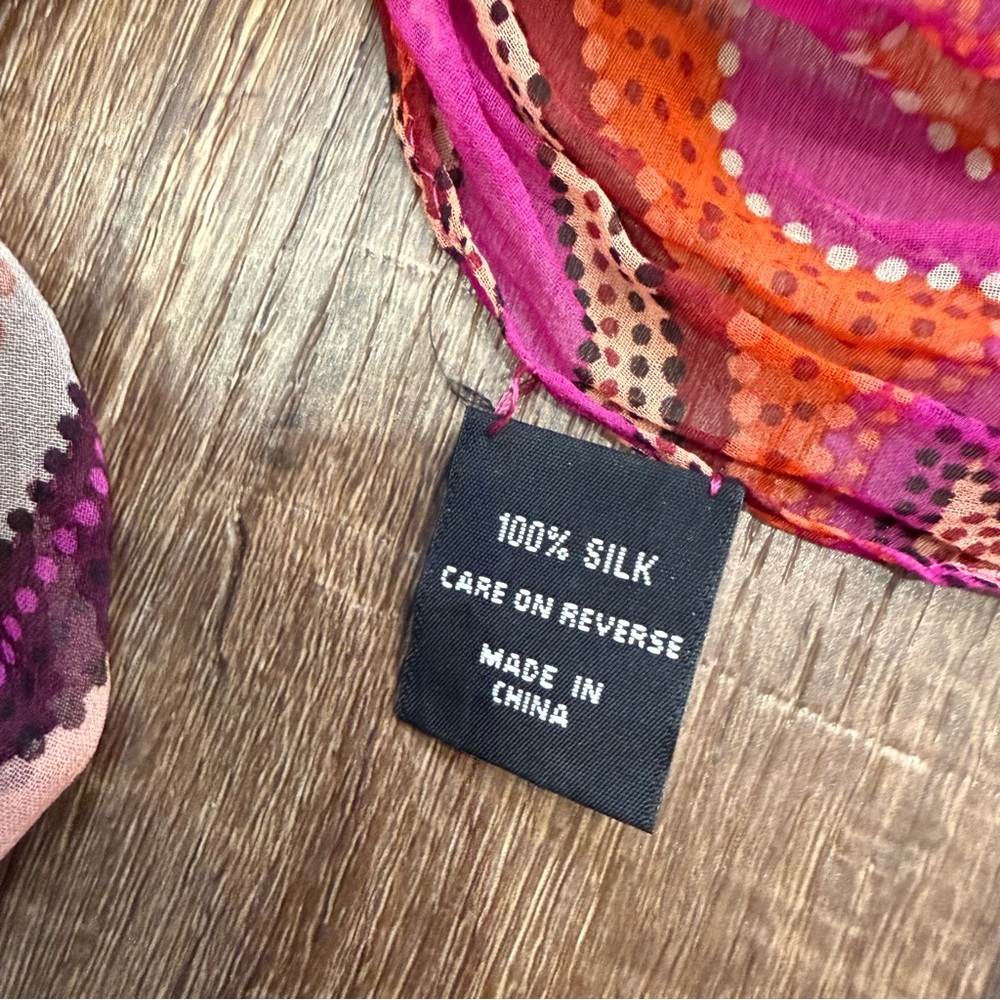 100% SILK
CARE ON REVERSE
MADE IN
CHINA